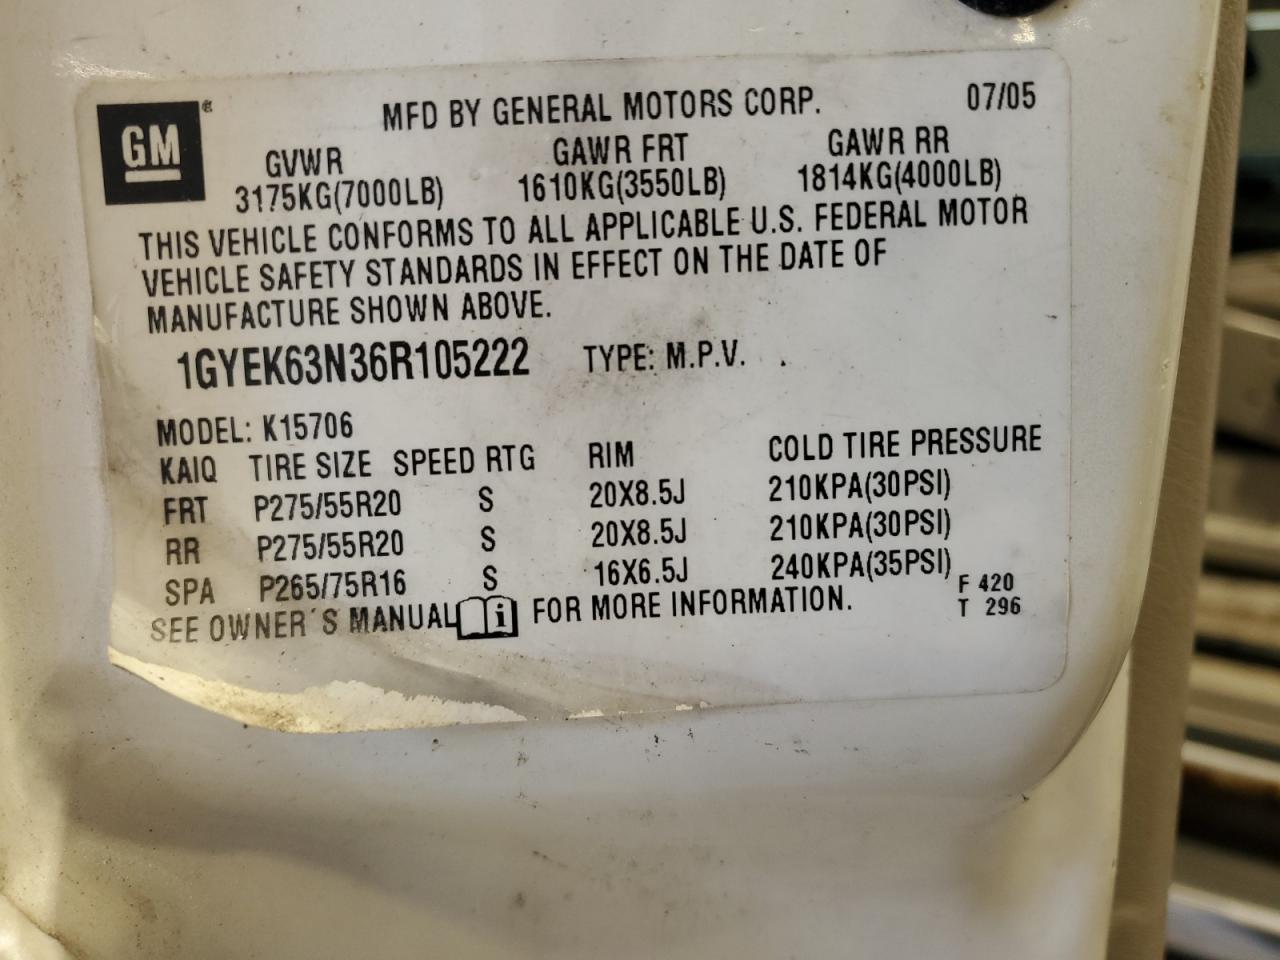 GM ®
MFD BY GENERAL MOTORS CORP. 07/05
GVWR GAWR FRT GAWR RR
3175KG(7000LB) 1610KG(3550LB) 1814KG(4000LB)
THIS VEHICLE CONFORMS TO ALL APPLICABLE U.S. FEDERAL MOTOR
VEHICLE SAFETY STANDARDS IN EFFECT ON THE DATE OF
MANUFACTURE SHOWN ABOVE.
1GYEK63N36R105222 TYPE: M.P.V. .
MODEL: K15706
KAIQ TIRE SIZE SPEED RTG RIM COLD TIRE PRESSURE
FRT P275/55R20 S 20X8.5J 210KPA(30PSI)
RR P275/55R20 S 20X8.5J 210KPA(30PSI)
SPA P265/75R16 S 16X6.5J 240KPA(35PSI)
SEE OWNER´S MANUAL i FOR MORE INFORMATION.
F 420
T 296